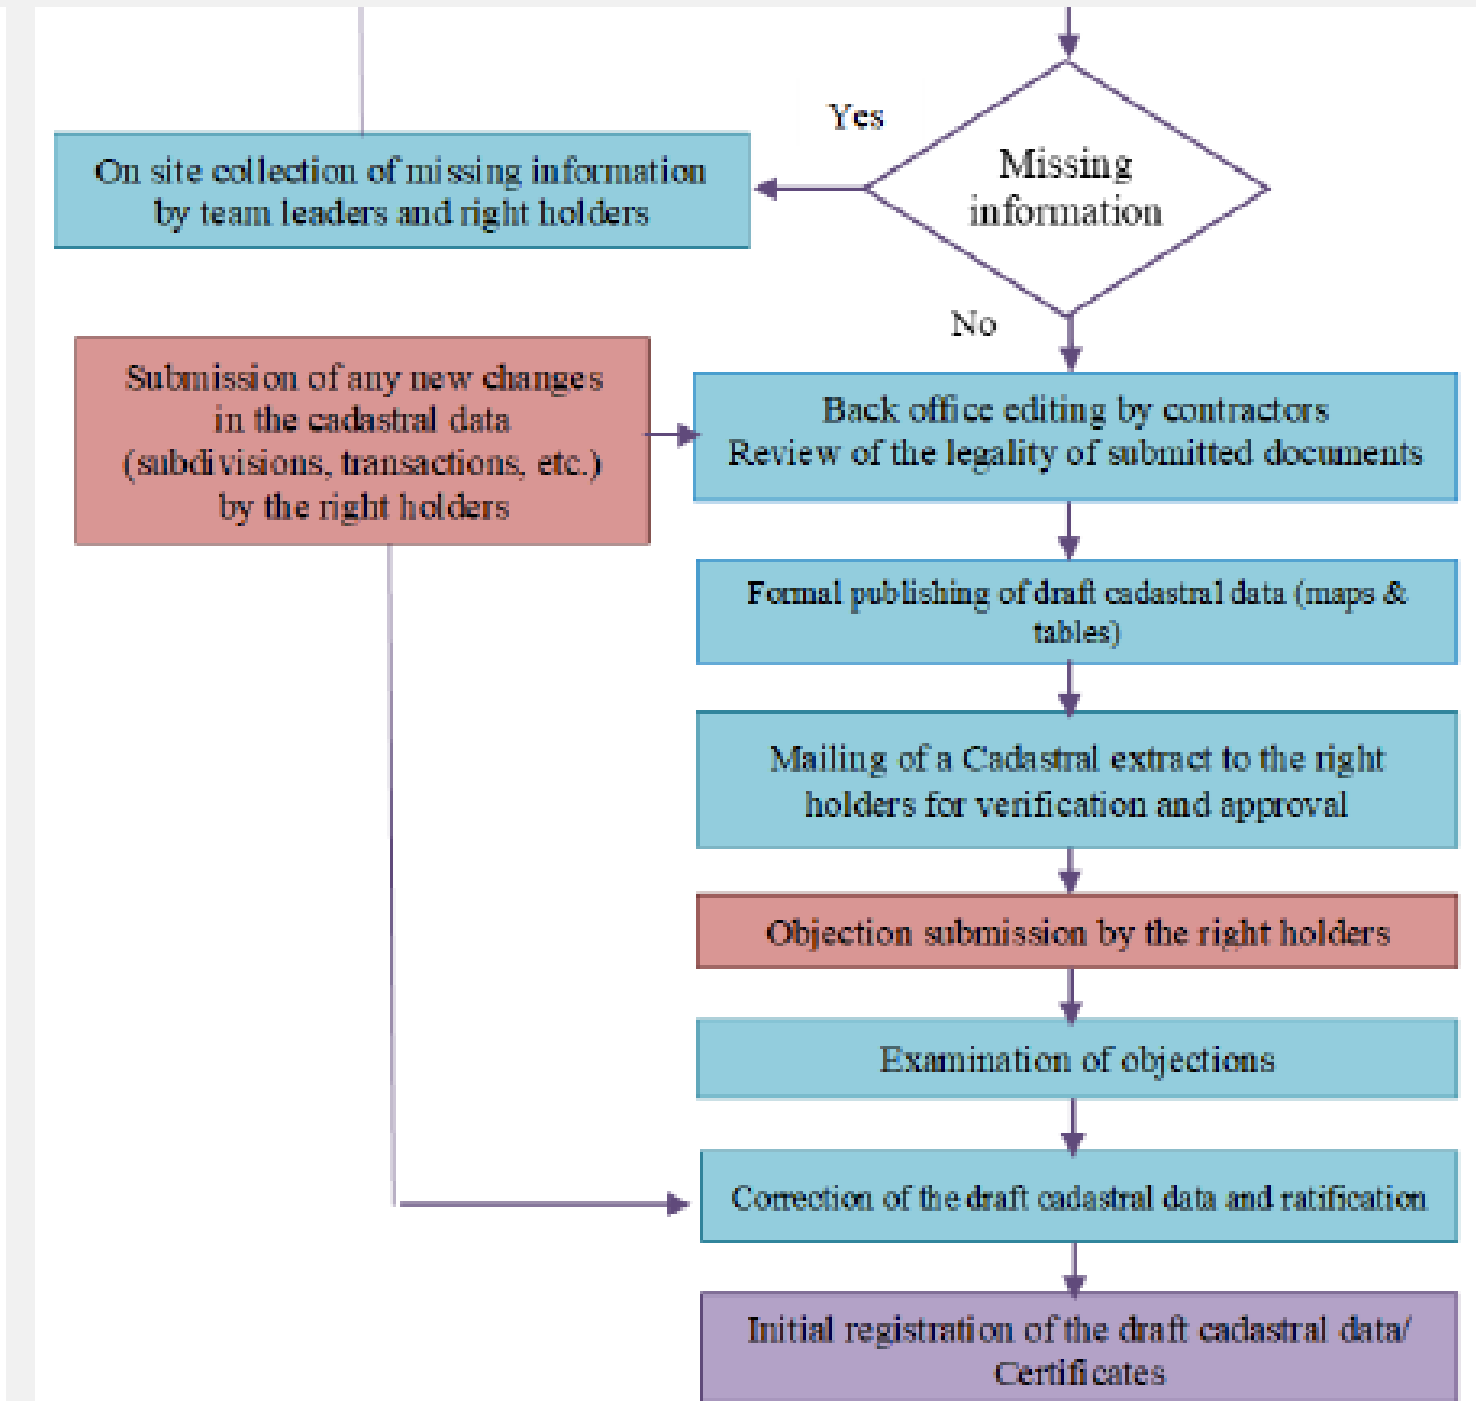 Yes
Missing
information
On site collection of missing information
by team leaders and right holders
No
Submission of any new changes
in the cadastral data
(subdivisions, transactions, etc.)
by the right holders
Back office editing by contractors
Review of the legality of submitted documents
Formal publishing of draft cadastral data (maps &
tables)
Mailing of a Cadastral extract to the right
holders for verification and approval
Objection submission by the right holders
Examination of objections
Correction of the draft cadastral data and ratification
Initial registration of the draft cadastral data/
Certificates